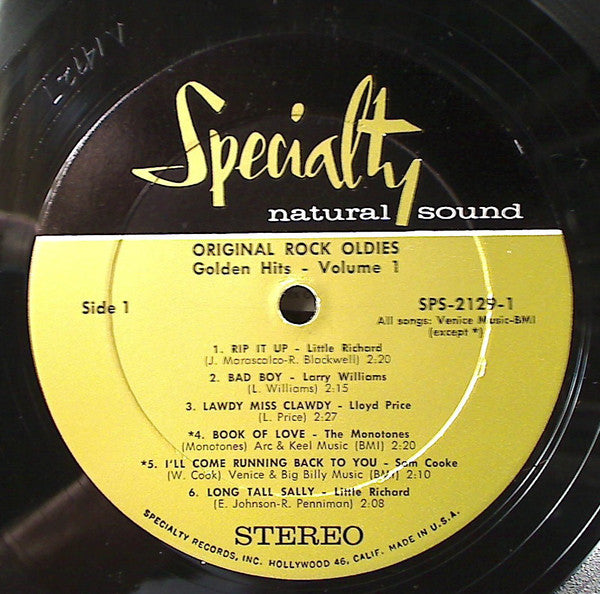 Specialty
natural sound
ORIGINAL ROCK OLDIES
Golden Hits - Volume 1
Side 1
SPS-2129-1
All songs: Venice Music-BMI
(except *)
1. RIP IT UP - Little Richard
(J. Marascalco-R. Blackwell) 2:20
2. BAD BOY - Larry Williams
(L. Williams) 2:15
3. LAWDY MISS CLAWDY - Lloyd Price
(L. Price) 2:27
*4. BOOK OF LOVE - The Monotones
(Monotones) Arc & Keel Music (BMI) 2:20
*5. I'LL COME RUNNING BACK TO YOU - Sam Cooke
(W. Cook) Venice & Big Billy Music (BMI) 2:10
6. LONG TALL SALLY - Little Richard
(E. Johnson-R. Penniman) 2:08
STEREO
SPECIALTY RECORDS, INC. HOLLYWOOD 46, CALIF. MADE IN U.S.A.